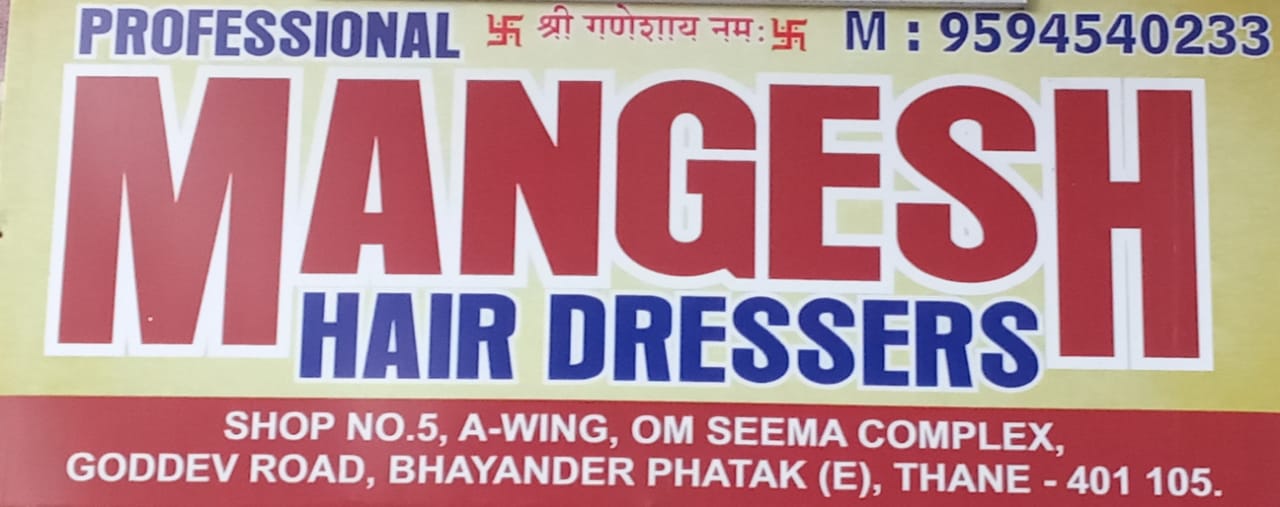 PROFESSIONAL 卐 श्री गणेशाय नमः 卐 M : 9594540233
MANGESH
HAIR DRESSERS
SHOP NO.5, A-WING, OM SEEMA COMPLEX,
GODDEV ROAD, BHAYANDER PHATAK (E), THANE - 401 105.